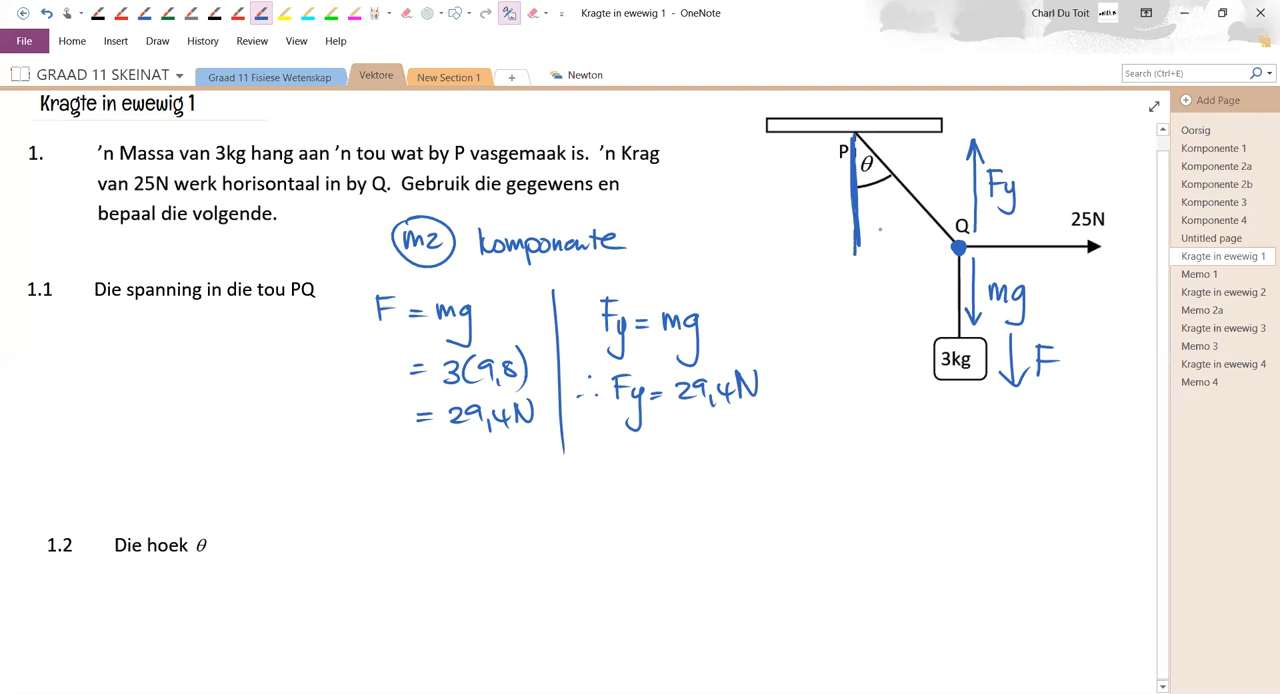 Kragte in ewewig 1 - OneNote
Charl Du Toit
File Home Insert Draw History Review View Help
GRAAD 11 SKEINAT
Graad 11 Fisiese Wetenskap
Vektore
New Section 1
+
Newton
Search (Ctrl+E)
Kragte in ewewig 1
1. 'n Massa van 3kg hang aan 'n tou wat by P vasgemaak is. 'n Krag
van 25N werk horisontaal in by Q. Gebruik die gegewens en
bepaal die volgende.
m2 komponente
1.1 Die spanning in die tou PQ
F = mg
= 3(9,8)
= 29,4N
Fy = mg
∴ Fy = 29,4N
1.2 Die hoek θ
P
θ
Fy
Q
25N
mg
3kg
F
Add Page
Oorsig
Komponente 1
Komponente 2a
Komponente 2b
Komponente 3
Komponente 4
Untitled page
Kragte in ewewig 1
Memo 1
Kragte in ewewig 2
Memo 2a
Kragte in ewewig 3
Memo 3
Kragte in ewewig 4
Memo 4